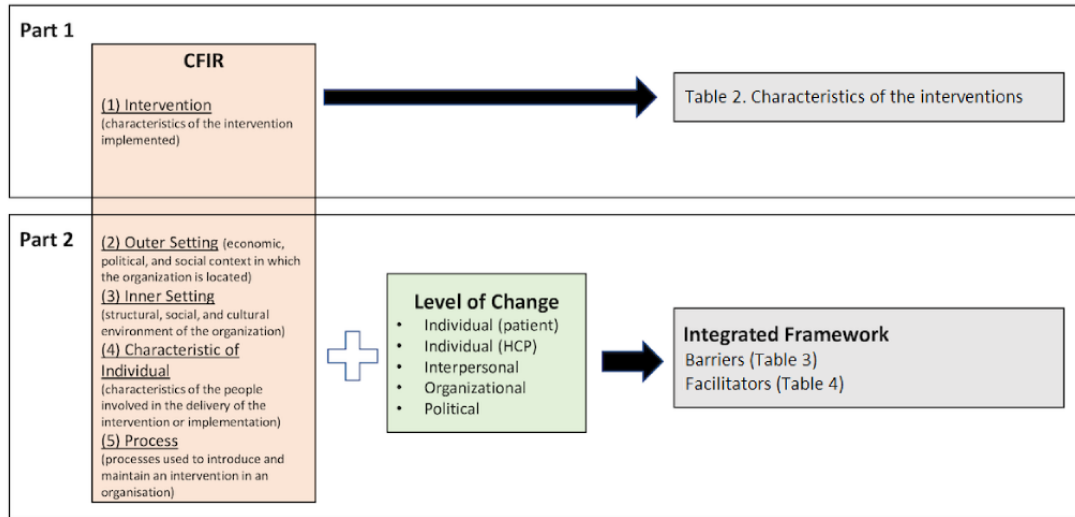 Part 1
CFIR
(1) Intervention
(characteristics of the intervention
implemented)
Table 2. Characteristics of the interventions
Part 2
(2) Outer Setting (economic,
political, and social context in which
the organization is located)
(3) Inner Setting
(structural, social, and cultural
environment of the organization)
(4) Characteristic of
Individual
(characteristics of the people
involved in the delivery of the
intervention or implementation)
(5) Process
(processes used to introduce and
maintain an intervention in an
organisation)
Level of Change
• Individual (patient)
• Individual (HCP)
• Interpersonal
• Organizational
• Political
Integrated Framework
Barriers (Table 3)
Facilitators (Table 4)